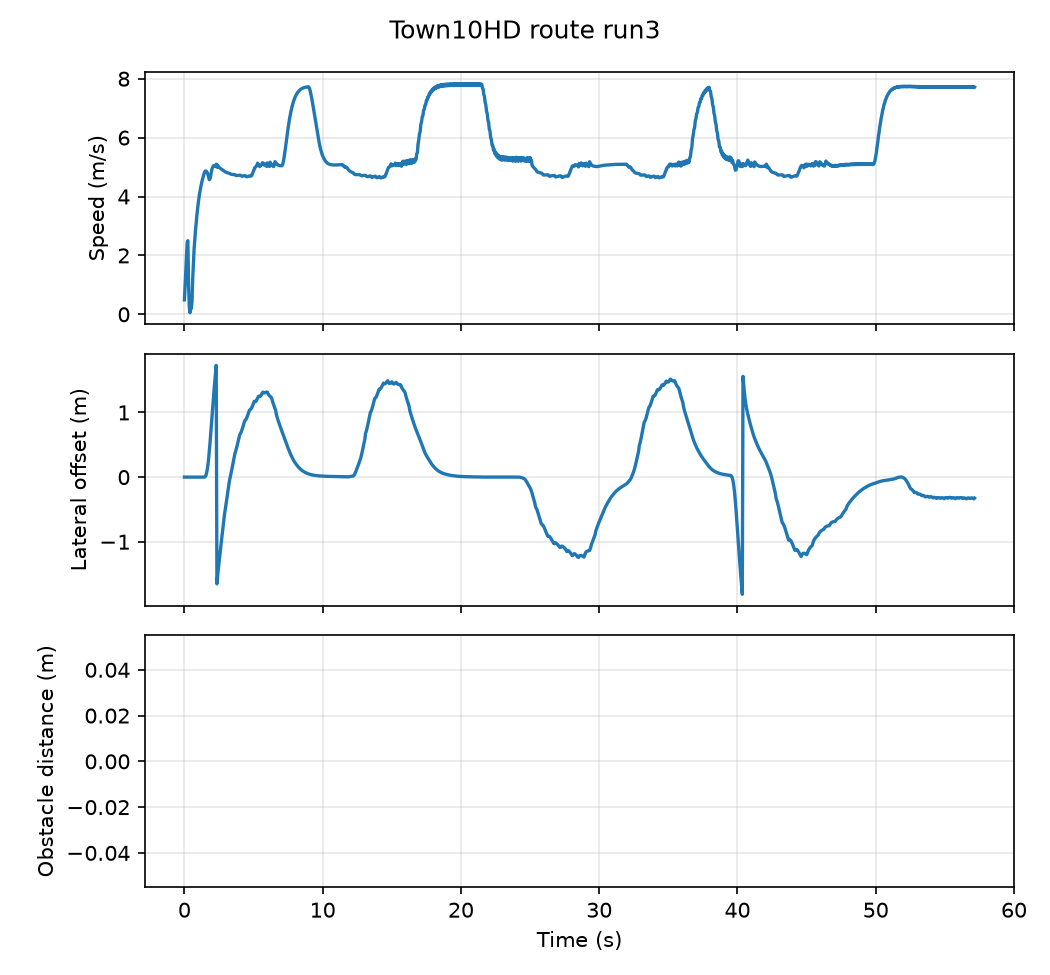 Town10HD route run3
Speed (m/s)
8
6
4
2
0
Lateral offset (m)
1
0
−1
Obstacle distance (m)
0.04
0.02
0.00
−0.02
−0.04
0 10 20 30 40 50 60
Time (s)